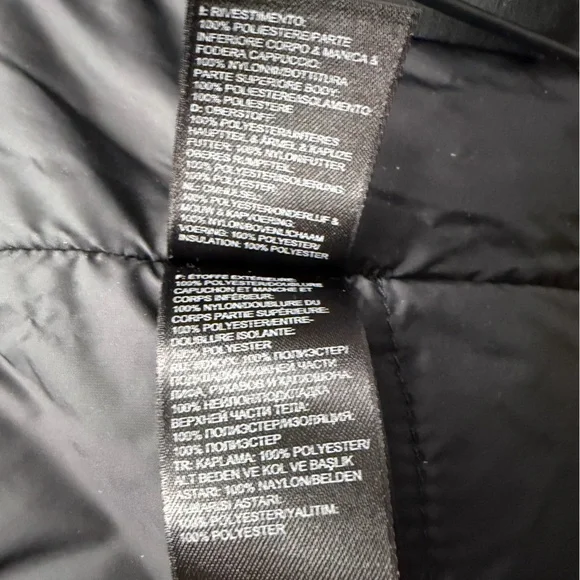 I: RIVESTIMENTO:
100% POLIESTERE/PARTE
INFERIORE CORPO & MANICA &
FODERA CAPPUCCIO:
100% NYLON/IMBOTTITURA
PARTE SUPERIORE BODY:
100% POLIESTERE/ISOLAMENTO:
100% POLIESTERE
D: OBERSTOFF:
100% POLYESTER/UNTERES
HAUPTTEIL & ÄRMEL & KAPUZE
FUTTER: 100% NYLON/FUTTER
OBERES RUMPFTEIL:
100% POLYESTER/ISOLIERUNG:
100% POLYESTER
NL:
100% POLYESTER/ONDERLIJF &
MOUW & KAPVOERING:
100% NYLON/BOVENLICHAAM
VOERING: 100% POLYESTER/
INSULATION: 100% POLYESTER
F: ÉTOFFE EXTÉRIEURE:
100% POLYESTER/DOUBLURE
CAPUCHON ET MANCHE ET
CORPS INFÉRIEUR:
100% NYLON/DOUBLURE DU
CORPS PARTIE SUPÉRIEURE:
100% POLYESTER/ENTRE-
DOUBLURE ISOLANTE:
100% POLYESTER
RU: КОЖУХ: 100% ПОЛИЭСТЕР/
ПОДКЛАДКА НИЖНЕЙ ЧАСТИ
РУКАВОВ И КАПЮШОНА:
100% НЕЙЛОН/ПОДКЛАДКА
ВЕРХНЕЙ ЧАСТИ ТЕЛА:
100% ПОЛИЭСТЕР/ИЗОЛЯЦИЯ:
100% ПОЛИЭСТЕР
TR: KAPLAMA: 100% POLYESTER/
ALT BEDEN VE KOL VE BAŞLIK
ASTARI: 100% NAYLON/BELDEN
YUKARISI ASTARI:
100% POLYESTER/YALITIM:
100% POLYESTER